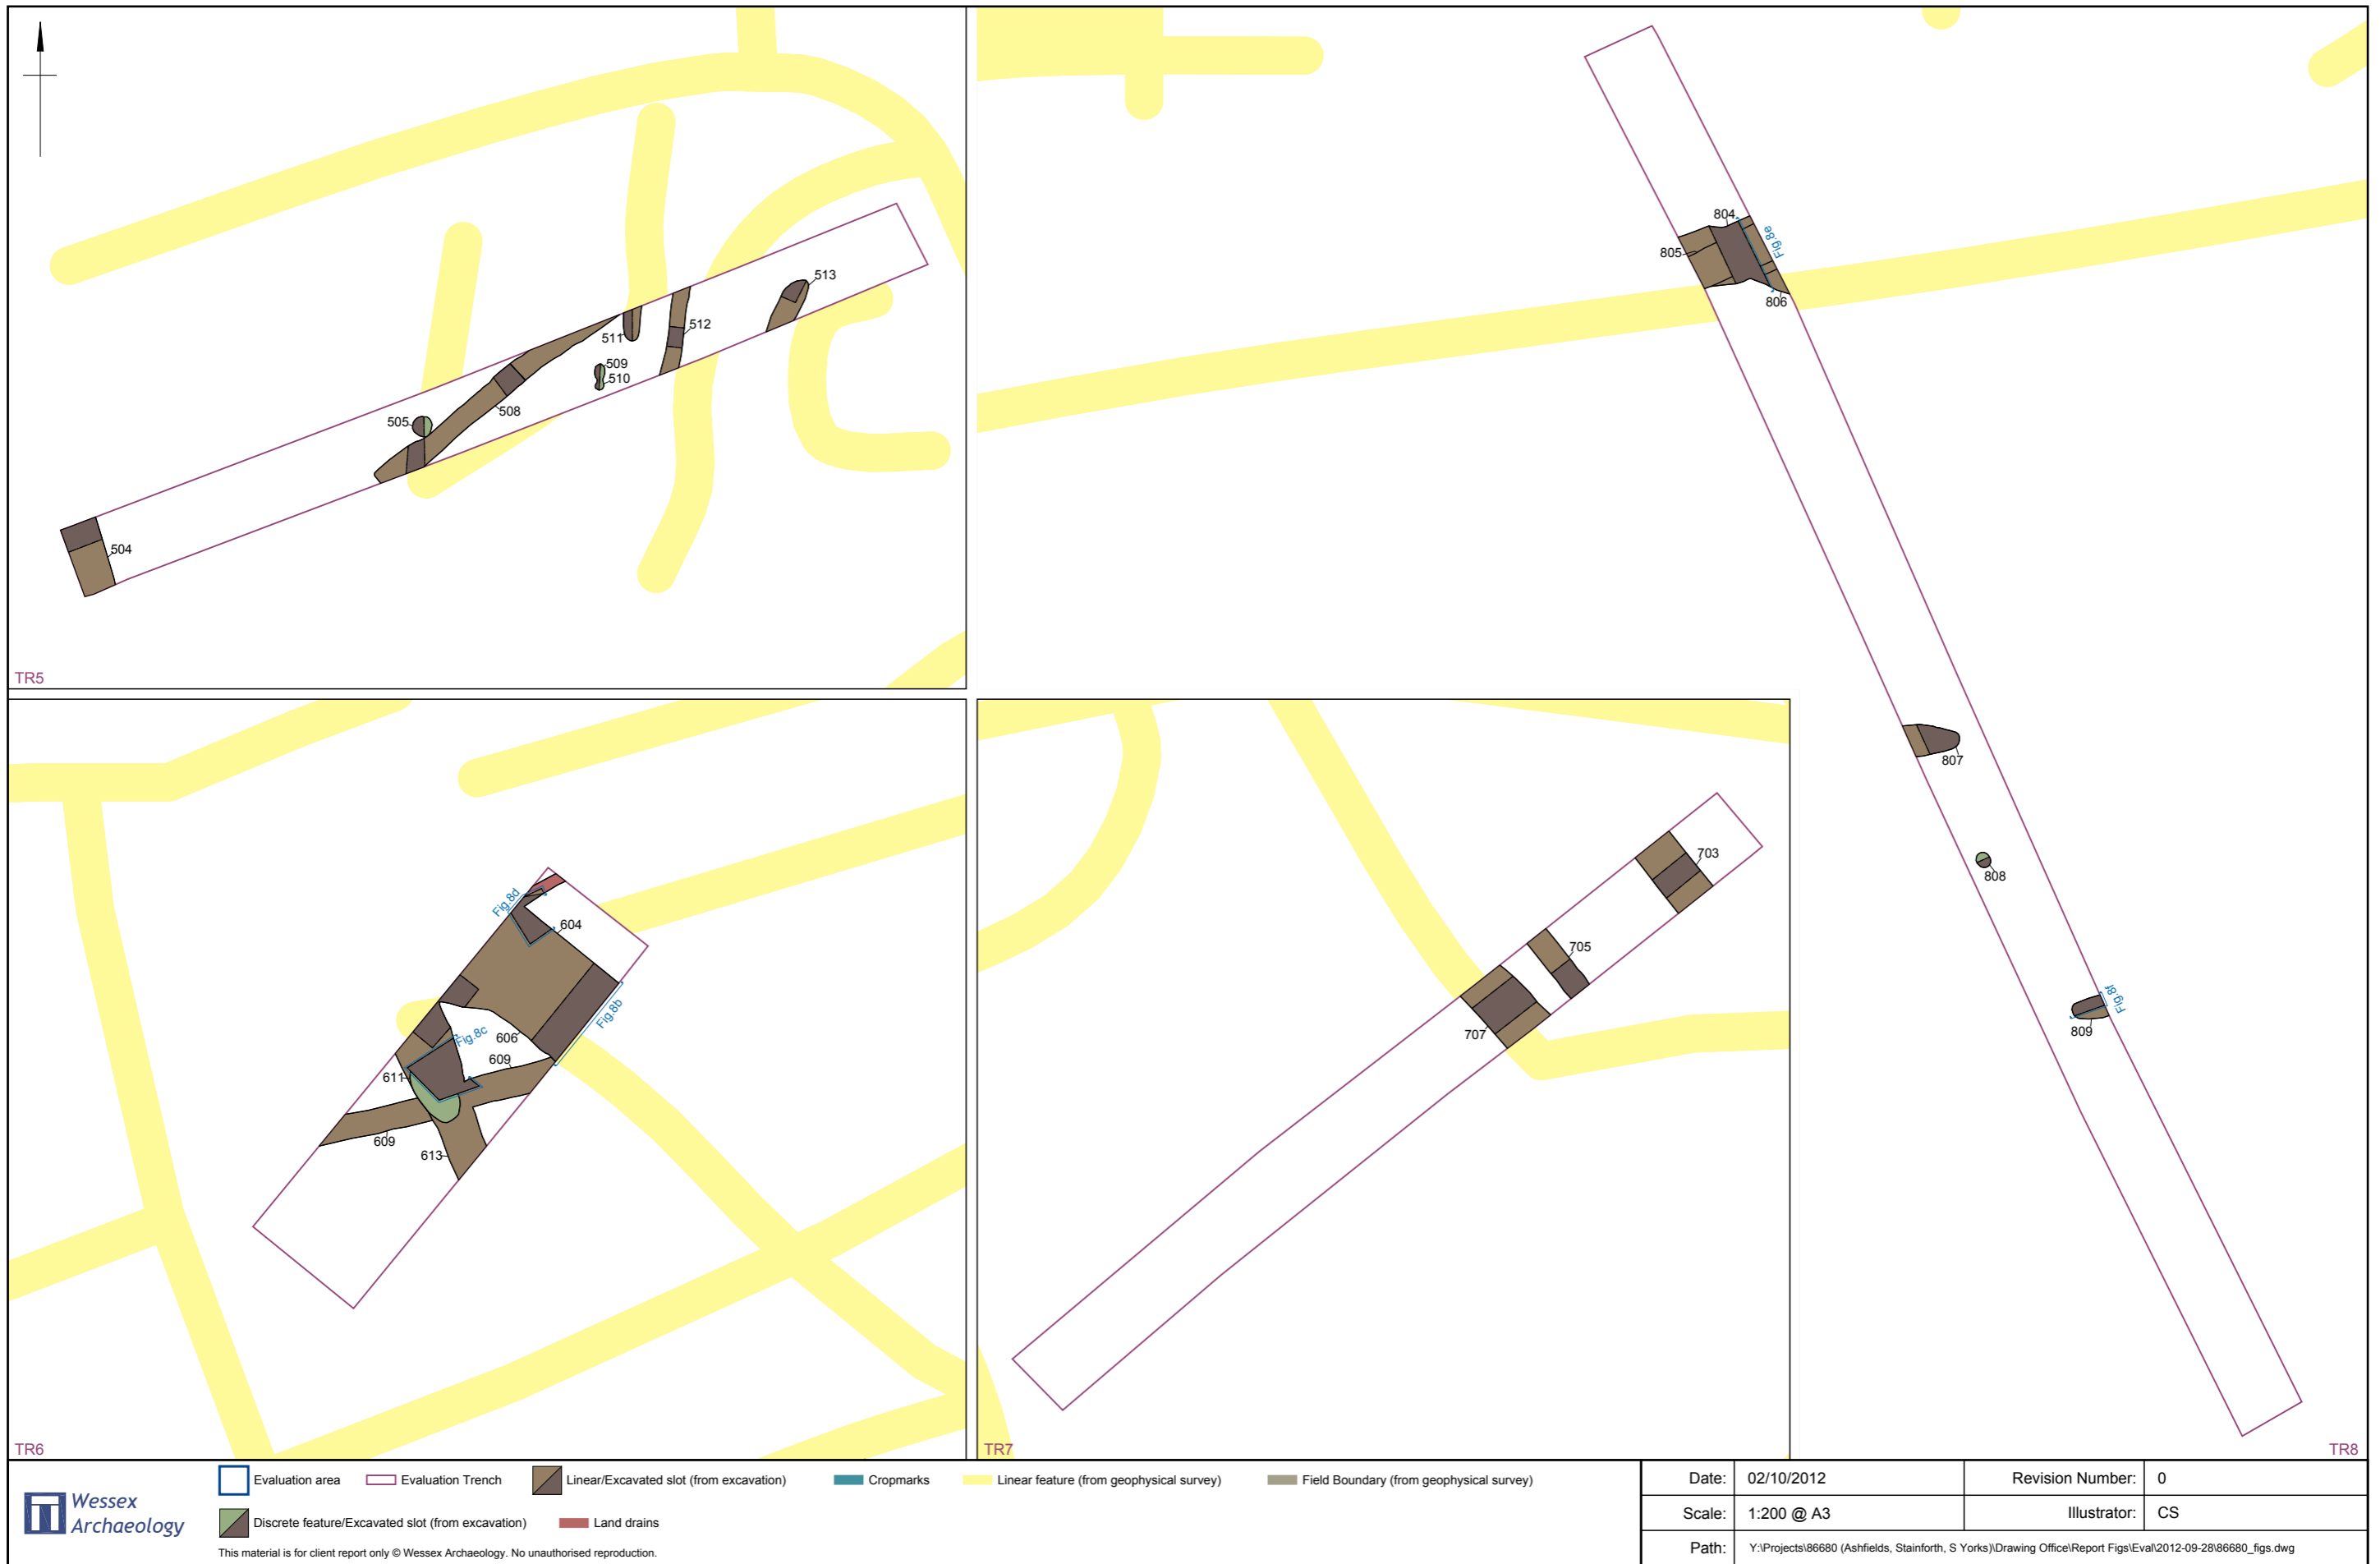 513
512
511
509
510
508
505
504
TR5
804
805
Fig.8e
806
807
808
Fig.8f
809
TR8
Fig.8d
604
Fig.8b
Fig.8c
606
609
611
609
613
TR6
703
705
707
TR7
Wessex
Archaeology
Evaluation area
Evaluation Trench
Linear/Excavated slot (from excavation)
Cropmarks
Linear feature (from geophysical survey)
Field Boundary (from geophysical survey)
Discrete feature/Excavated slot (from excavation)
Land drains
This material is for client report only © Wessex Archaeology. No unauthorised reproduction.
Date: 02/10/2012 Revision Number: 0
Scale: 1:200 @ A3 Illustrator: CS
Path: Y:\Projects\86680 (Ashfields, Stainforth, S Yorks)\Drawing Office\Report Figs\Eval\2012-09-28\86680_figs.dwg